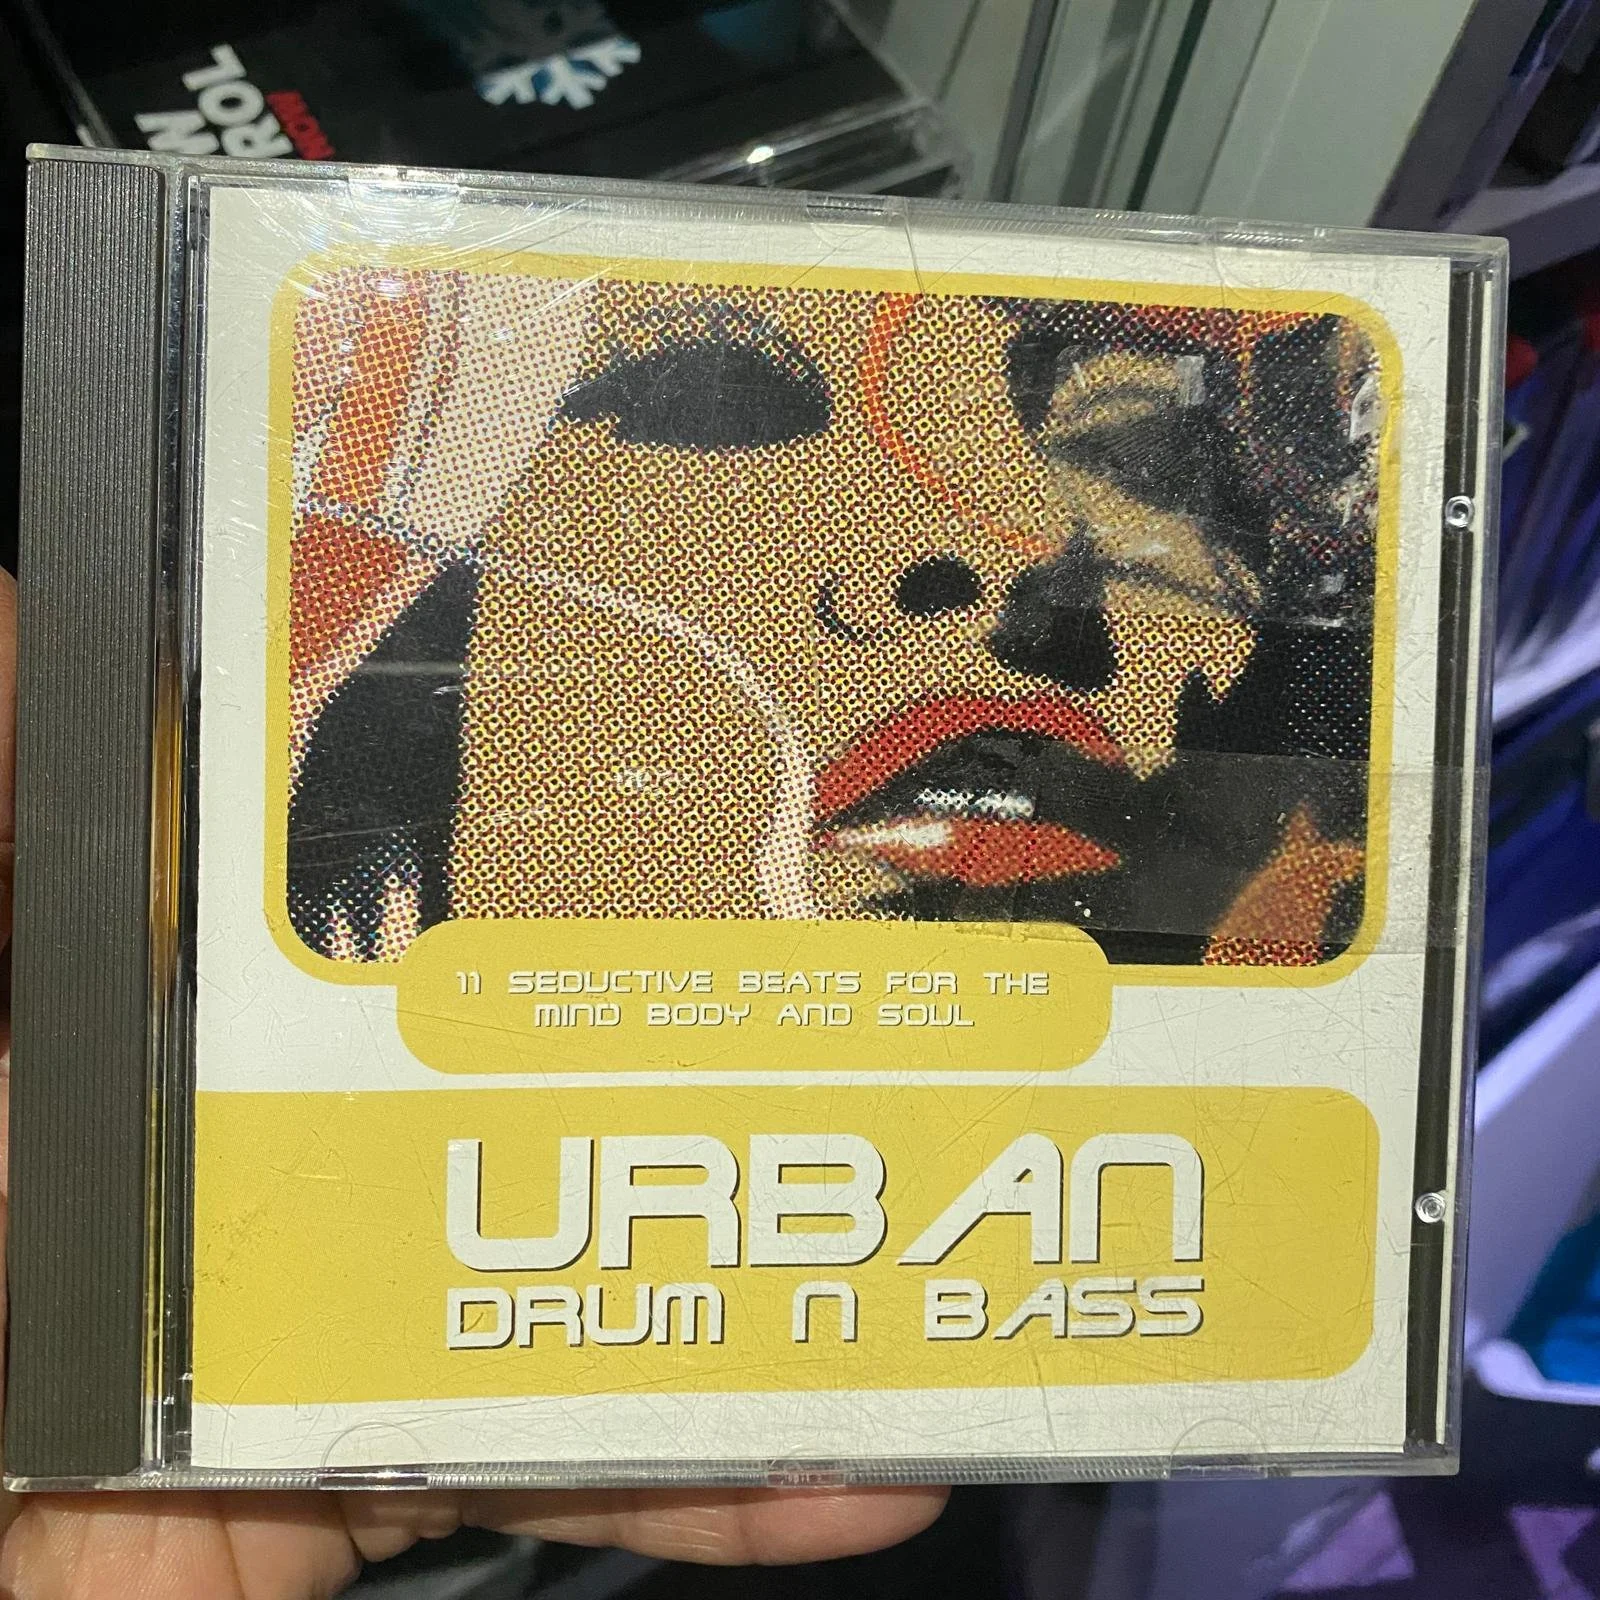 11 SEDUCTIVE BEATS FOR THE
MIND BODY AND SOUL
URBAN
DRUM N BASS